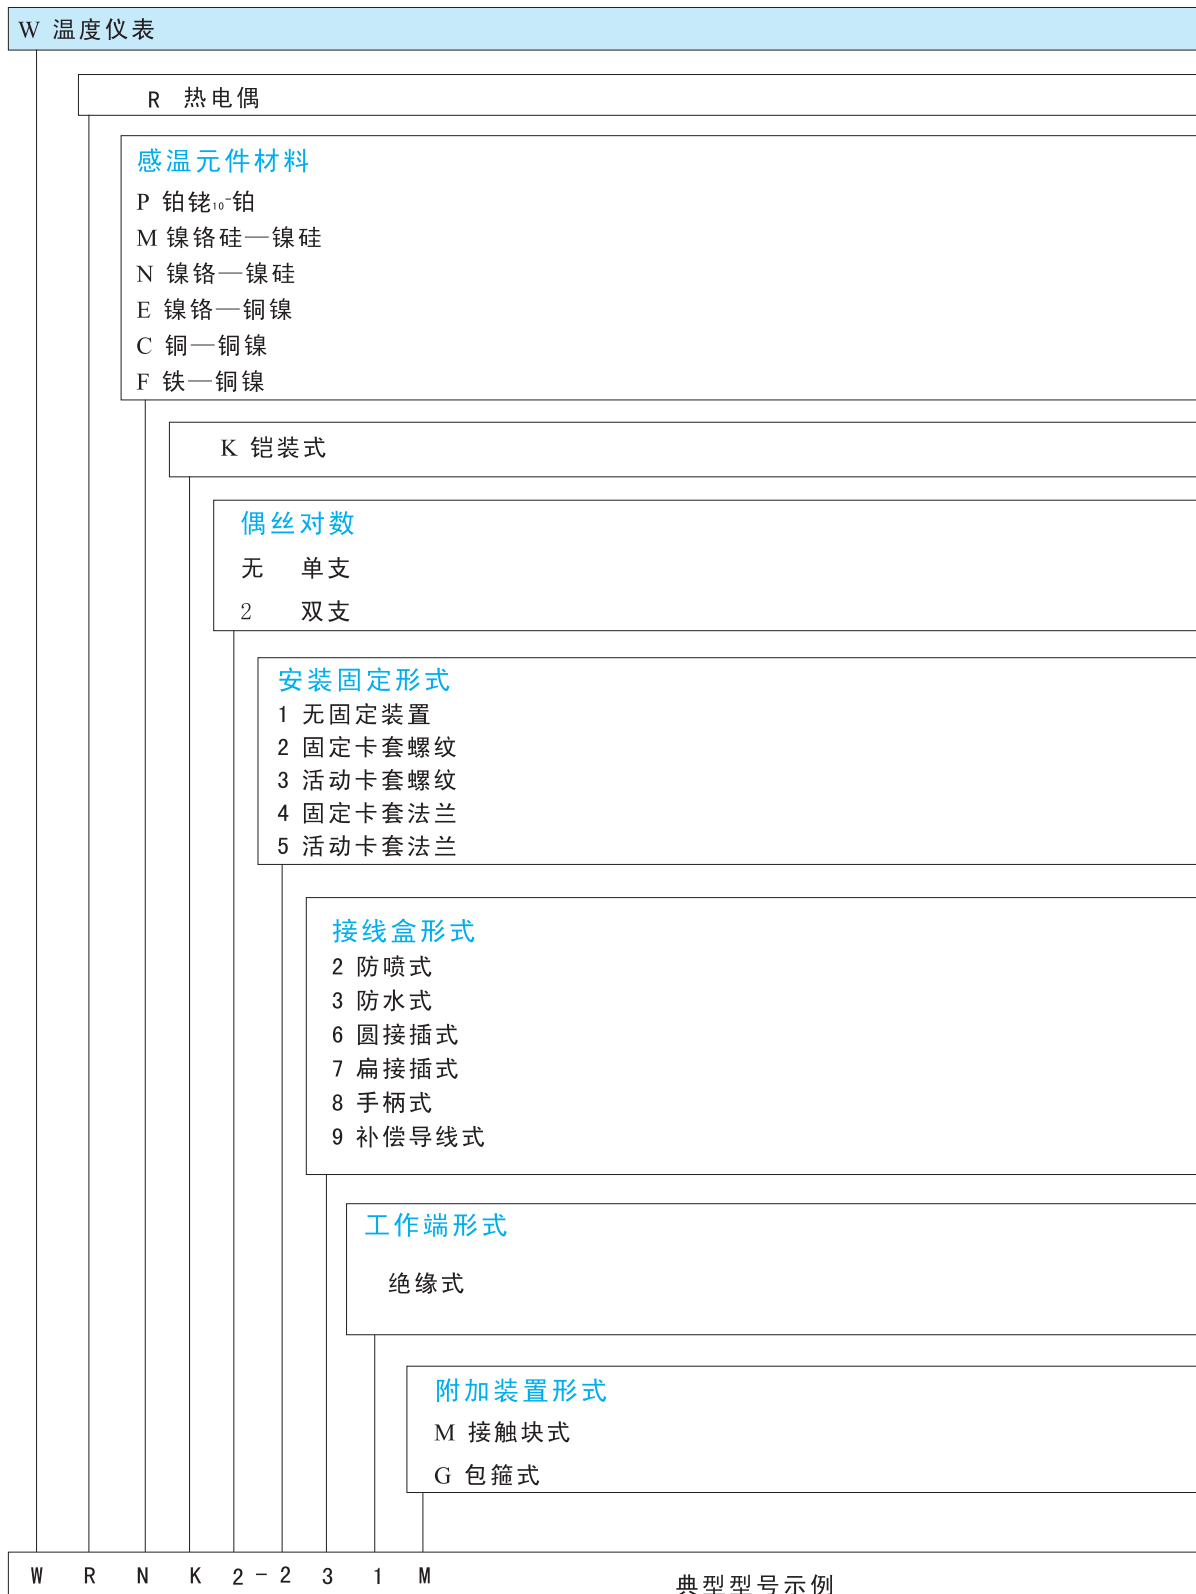 W 温度仪表
R 热电偶
感温元件材料
P 铂铑10-铂
M 镍铬硅—镍硅
N 镍铬—镍硅
E 镍铬—铜镍
C 铜—铜镍
F 铁—铜镍
K 铠装式
偶丝对数
无 单支
2 双支
安装固定形式
1 无固定装置
2 固定卡套螺纹
3 活动卡套螺纹
4 固定卡套法兰
5 活动卡套法兰
接线盒形式
2 防喷式
3 防水式
6 圆接插式
7 扁接插式
8 手柄式
9 补偿导线式
工作端形式
绝缘式
附加装置形式
M 接触块式
G 包箍式
W R N K 2 - 2 3 1 M 典型型号示例